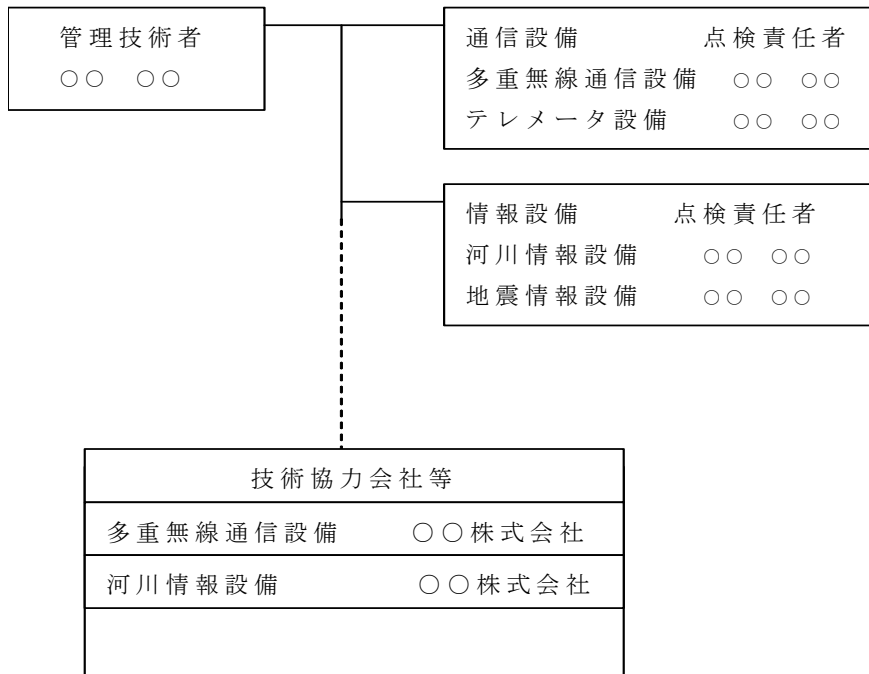 管理技術者
○○　○○
通信設備　　　点検責任者
多重無線通信設備　○○　○○
テレメータ設備　　○○　○○
情報設備　　　点検責任者
河川情報設備　　○○　○○
地震情報設備　　○○　○○
技術協力会社等
多重無線通信設備　　○○株式会社
河川情報設備　　　　○○株式会社